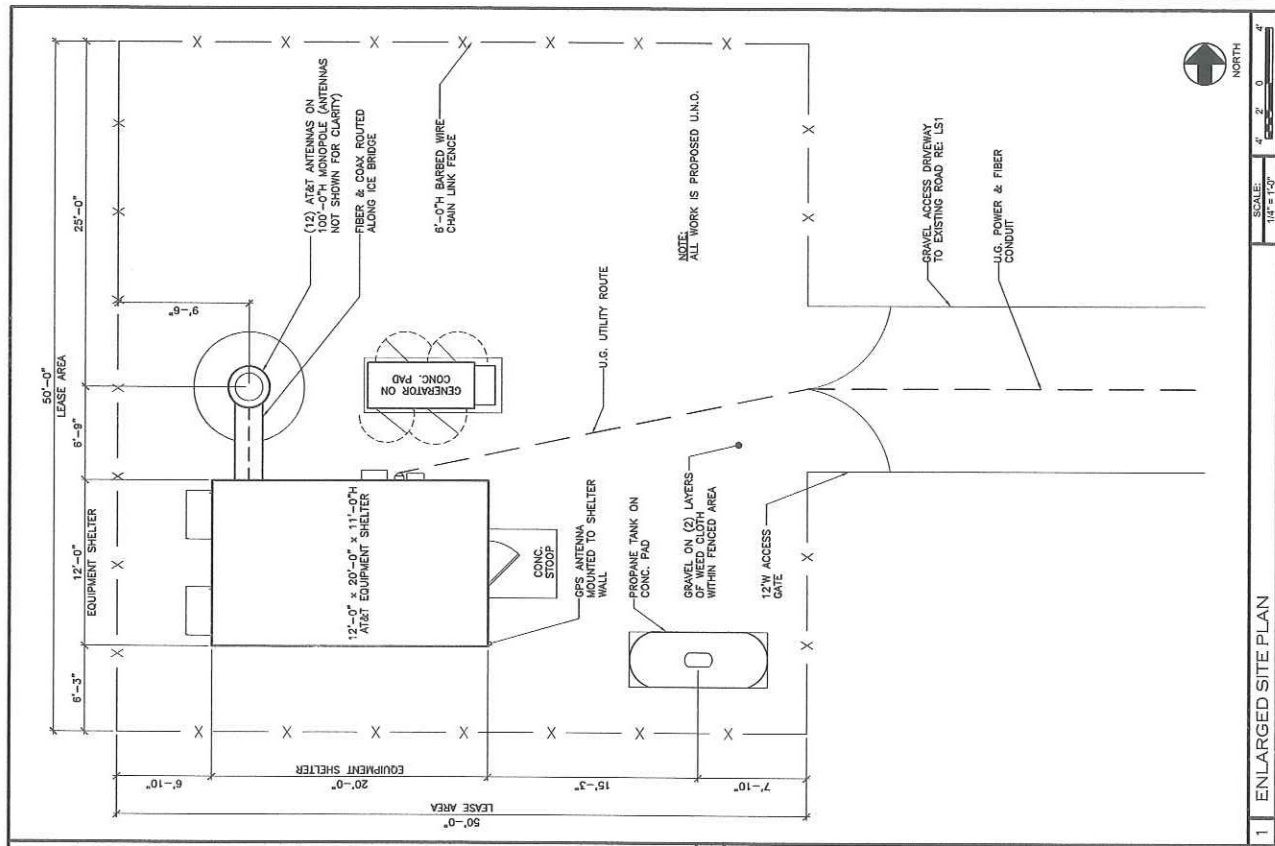 50'-0"
LEASE AREA
6'-3"
12'-0"
EQUIPMENT SHELTER
6'-9"
25'-0"
9'-6"
(12) AT&T ANTENNAS ON
100'-0"H MONOPOLE (ANTENNAS
NOT SHOWN FOR CLARITY)
FIBER & COAX ROUTED
ALONG ICE BRIDGE
6'-0"H BARBED WIRE
CHAIN LINK FENCE
GENERATOR ON
CONC. PAD
12'-0" x 20'-0" x 11'-0"H
AT&T EQUIPMENT SHELTER
CONC.
STOOP
GPS ANTENNA
MOUNTED TO SHELTER
WALL
U.G. UTILITY ROUTE
NOTE:
ALL WORK IS PROPOSED U.N.O.
PROPANE TANK ON
CONC. PAD
GRAVEL ON (2) LAYERS
OF WEED CLOTH
WITHIN FENCED AREA
12'W ACCESS
GATE
GRAVEL ACCESS DRIVEWAY
TO EXISTING ROAD RE: LS1
U.G. POWER & FIBER
CONDUIT
6'-10"
20'-0"
EQUIPMENT SHELTER
15'-3"
7'-10"
50'-0"
LEASE AREA
NORTH
1 ENLARGED SITE PLAN
SCALE:
1/4" = 1'-0"
4' 2' 0 4'